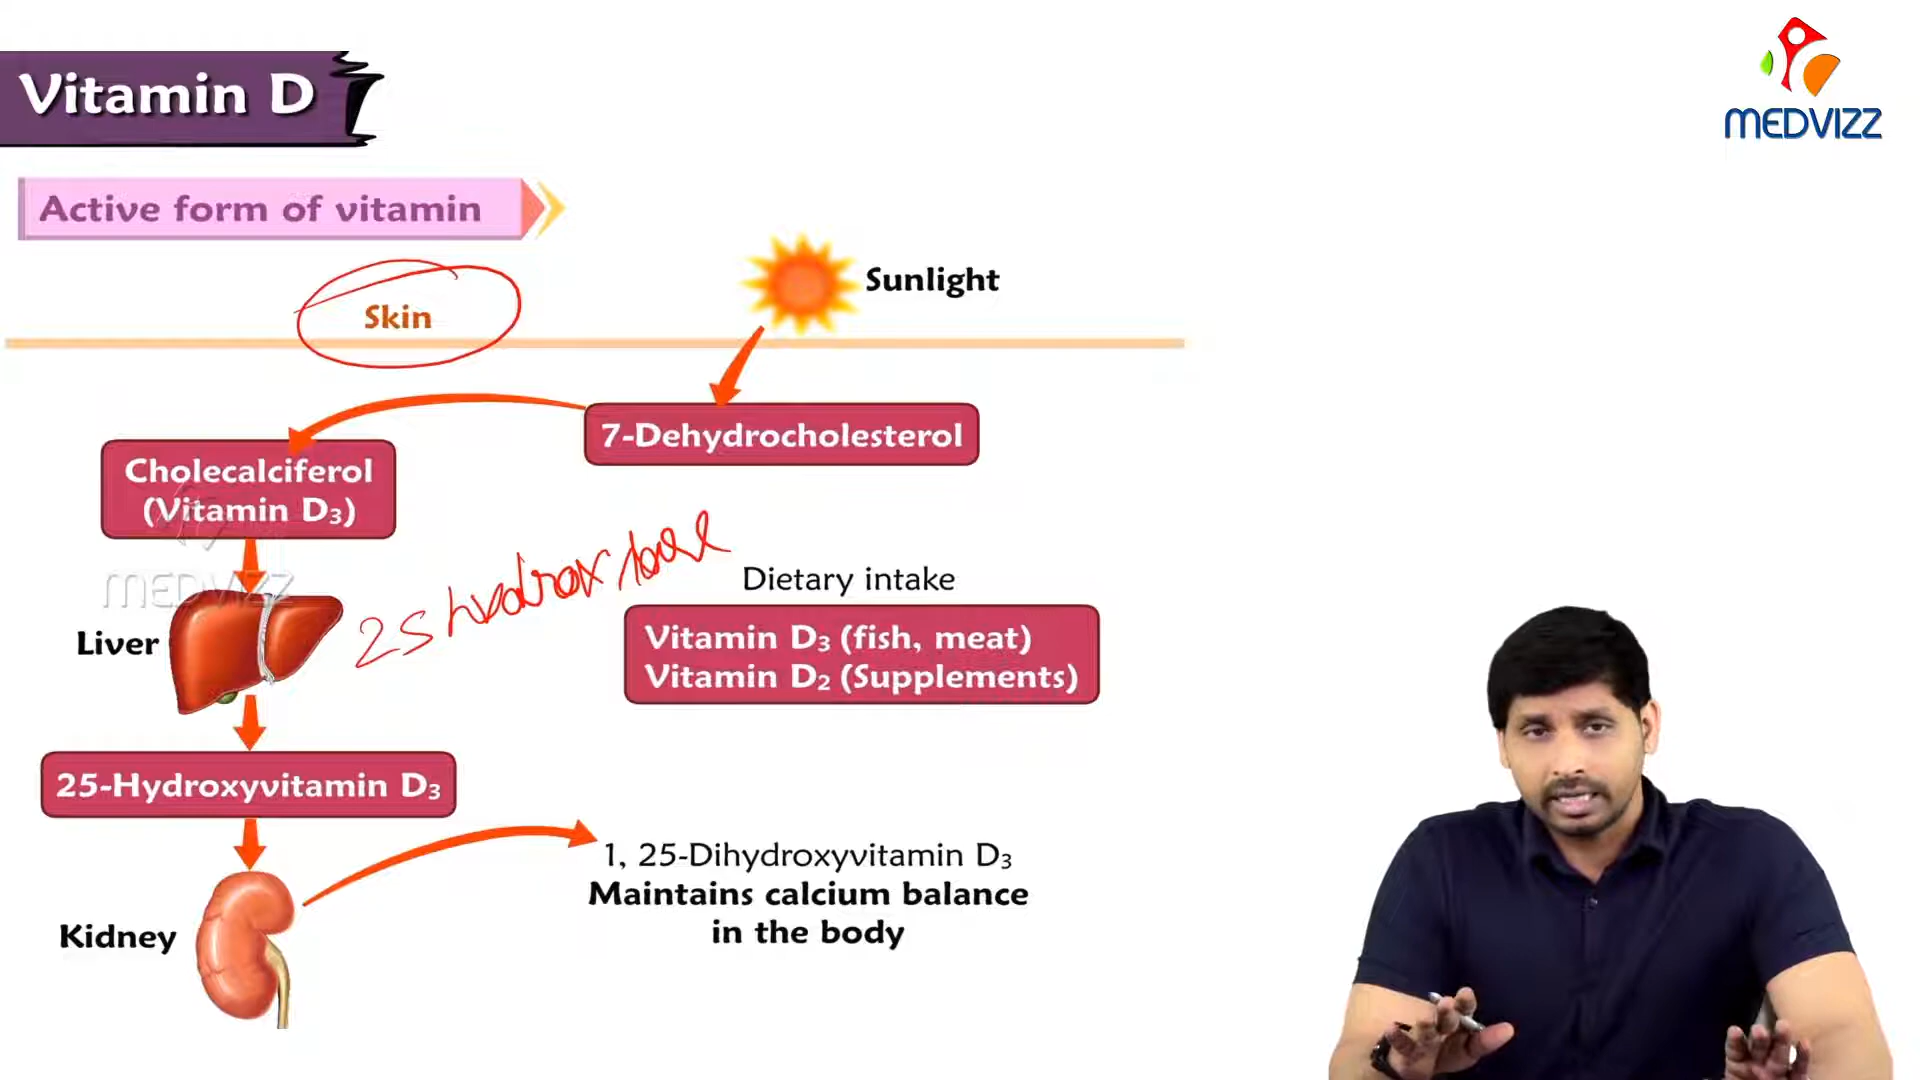 Vitamin D
MEDVIZZ
Active form of vitamin
Sunlight
Skin
7-Dehydrocholesterol
Cholecalciferol
(Vitamin D₃)
MEDVIZZ
25 hydrox
Dietary intake
Liver
Vitamin D₃ (fish, meat)
Vitamin D₂ (Supplements)
25-Hydroxyvitamin D₃
1, 25-Dihydroxyvitamin D₃
Maintains calcium balance
in the body
Kidney